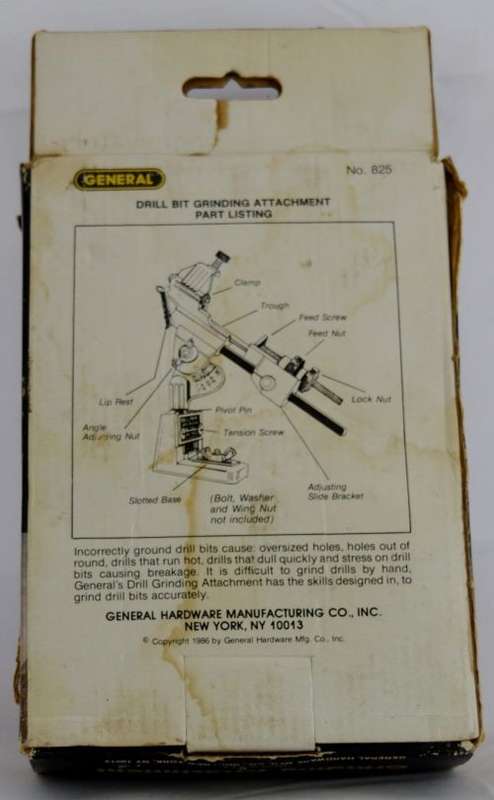 GENERAL
No. 825
DRILL BIT GRINDING ATTACHMENT
PART LISTING
Clamp
Trough
Feed Screw
Feed Nut
Lock Nut
Lip Rest
Angle
Adjusting Nut
Pivot Pin
Tension Screw
Slotted Base
(Bolt, Washer
and Wing Nut
not included)
Adjusting
Slide Bracket
Incorrectly ground drill bits cause: oversized holes, holes out of
round, drills that run hot, drills that dull quickly and stress on drill
bits causing breakage. It is difficult to grind drills by hand,
General's Drill Grinding Attachment has the skills designed in, to
grind drill bits accurately.
GENERAL HARDWARE MANUFACTURING CO., INC.
NEW YORK, NY 10013
© Copyright 1986 by General Hardware Mfg. Co., Inc.